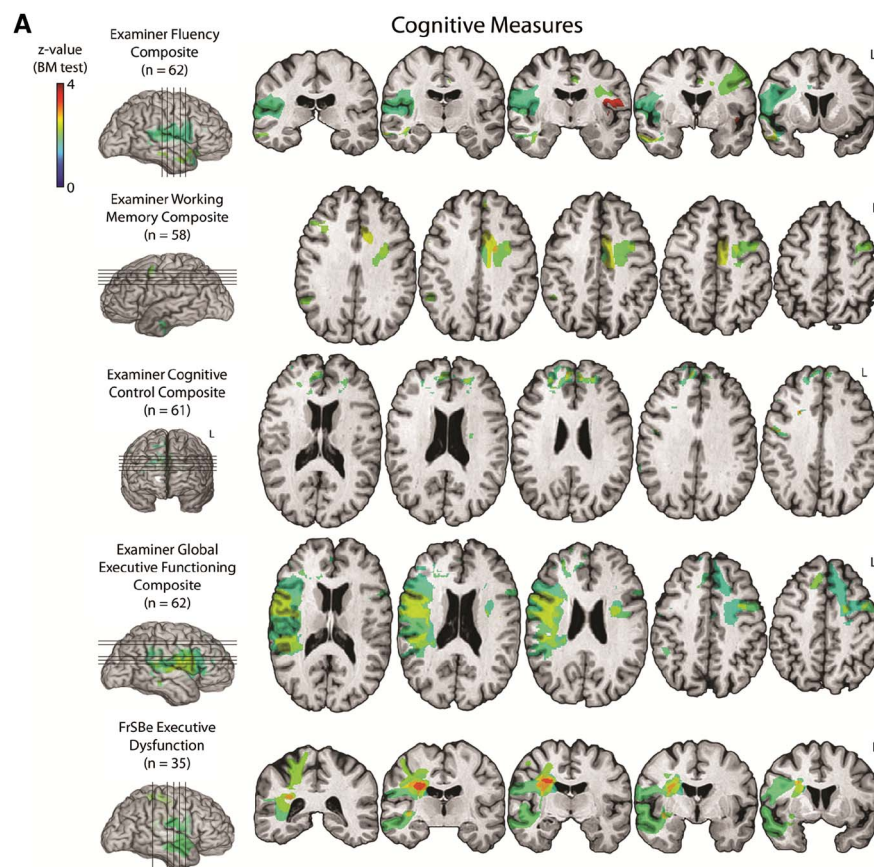 A
Cognitive Measures
z-value
(BM test)
4
0
Examiner Fluency
Composite
(n = 62)
L
Examiner Working
Memory Composite
(n = 58)
Examiner Cognitive
Control Composite
(n = 61)
L
L
Examiner Global
Executive Functioning
Composite
(n = 62)
L
FrSBe Executive
Dysfunction
(n = 35)